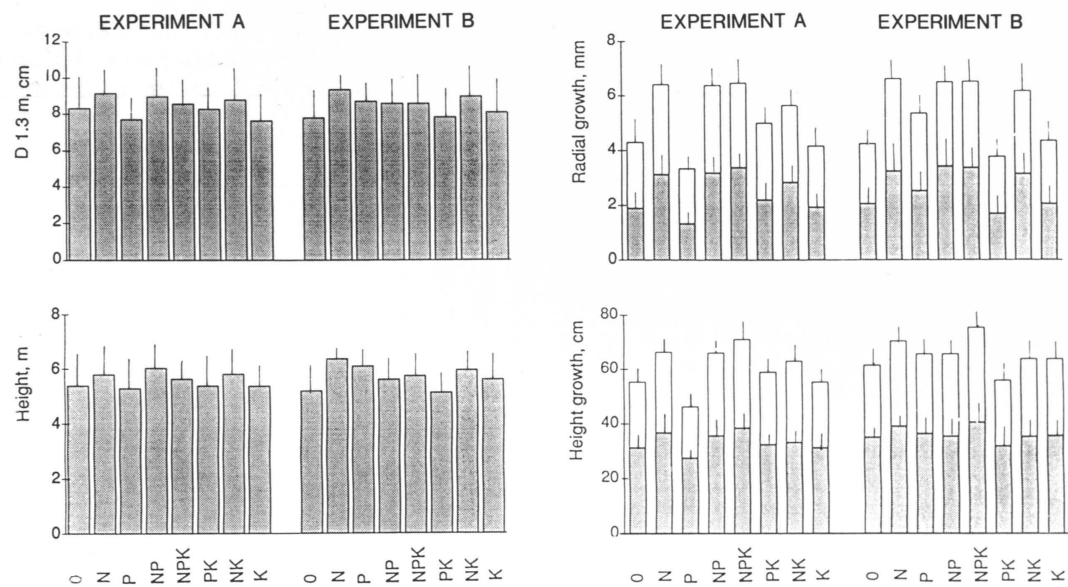 EXPERIMENT A EXPERIMENT B
D 1.3 m, cm
12
10
8
6
4
2
0
EXPERIMENT A EXPERIMENT B
Radial growth, mm
8
6
4
2
0
Height, m
8
6
4
2
0
0 N P NP NPK PK NK K 0 N P NP NPK PK NK K
Height growth, cm
80
60
40
20
0
0 N P NP NPK PK NK K 0 N P NP NPK PK NK K